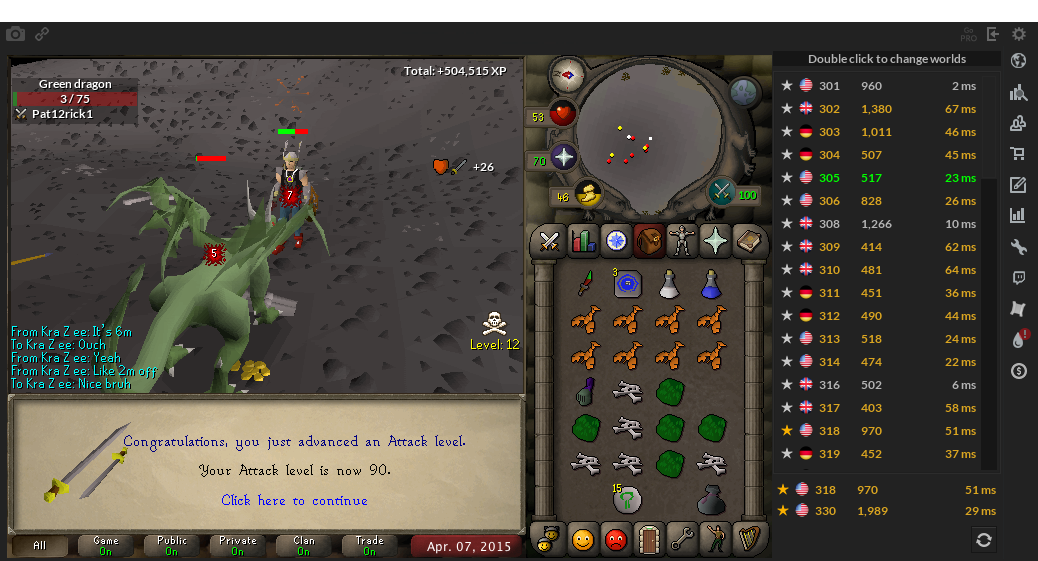 Go
PRO
Total: +504,515 XP
Green dragon
3 / 75
Pat12rick1
+26
7
5
From Kra Z ee: It's 6m
To Kra Z ee: Ouch
From Kra Z ee: Yeah
From Kra Z ee: Like 2m off
To Kra Z ee: Nice bruh
Level: 12
Congratulations, you just advanced an Attack level.
Your Attack level is now 90.
Click here to continue
All
Game
On
Public
On
Private
On
Clan
On
Trade
On
Apr. 07, 2015
53
70
46
100
3
15
Double click to change worlds
301 960 2 ms
302 1,380 67 ms
303 1,011 46 ms
304 507 45 ms
305 517 23 ms
306 828 26 ms
308 1,266 10 ms
309 414 62 ms
310 481 64 ms
311 451 36 ms
312 490 44 ms
313 518 24 ms
314 474 22 ms
316 502 6 ms
317 403 58 ms
318 970 51 ms
319 452 37 ms
318 970 51 ms
330 1,989 29 ms